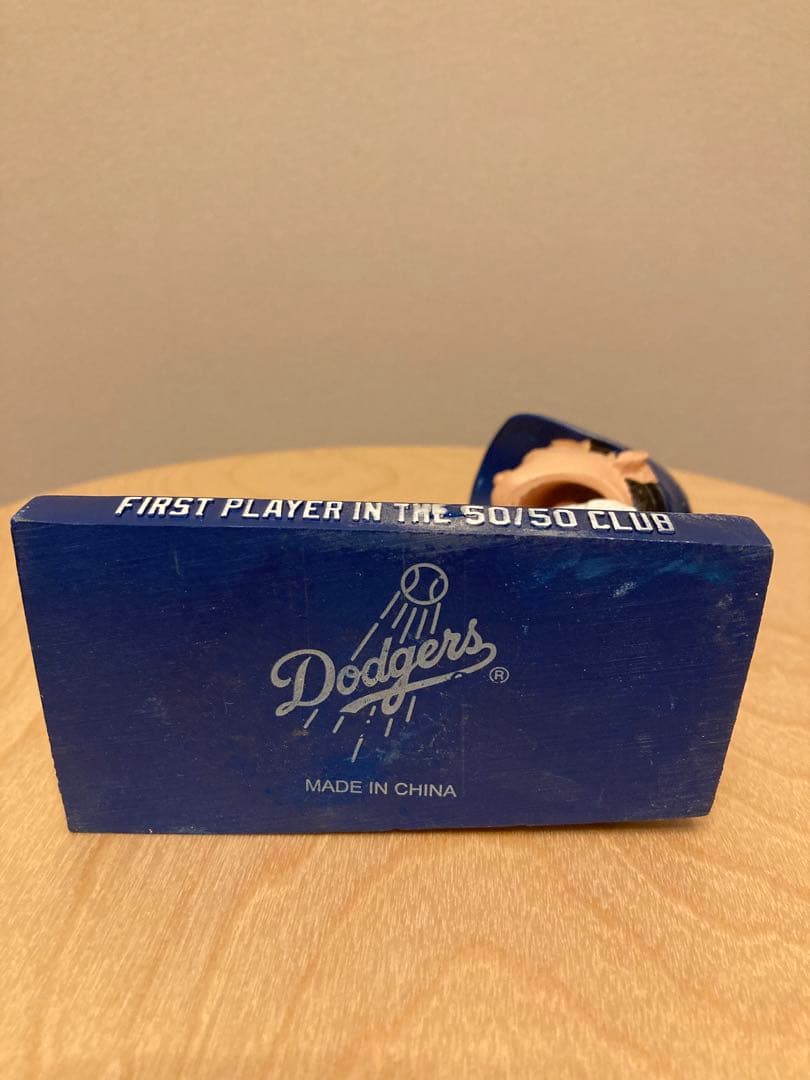 FIRST PLAYER IN THE 50/50 CLUB
Dodgers ®
MADE IN CHINA